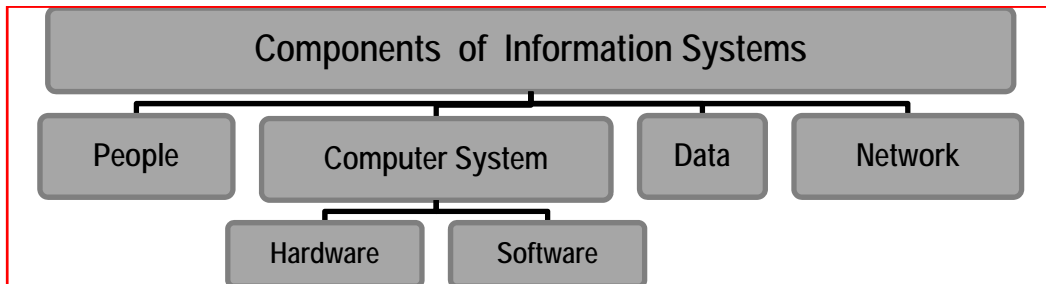 Components of Information Systems
People
Computer System
Data
Network
Hardware
Software